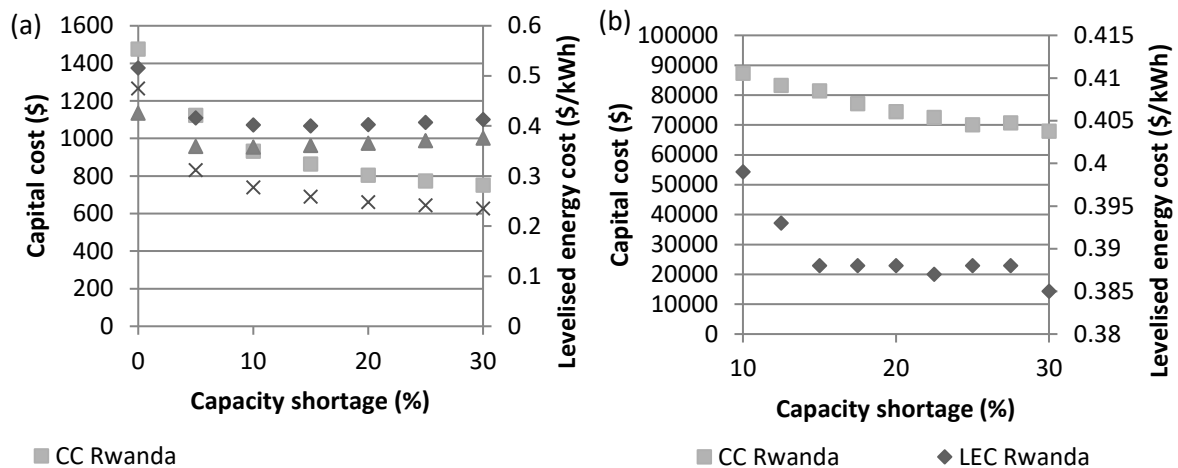 (a)
Capital cost ($)
1600
1400
1200
1000
800
600
400
200
0
0.6
0.5
0.4
0.3
0.2
0.1
0
Levelised energy cost ($/kWh)
0 10 20 30
Capacity shortage (%)
CC Rwanda
(b)
Capital cost ($)
100000
90000
80000
70000
60000
50000
40000
30000
20000
10000
0
0.415
0.41
0.405
0.4
0.395
0.39
0.385
0.38
Levelised energy cost ($/kWh)
10 20 30
Capacity shortage (%)
CC Rwanda LEC Rwanda